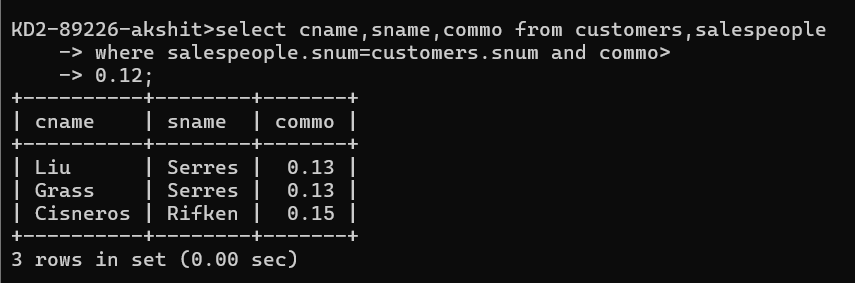 KD2-89226-akshit>select cname,sname,commo from customers,salespeople
    -> where salespeople.snum=customers.snum and commo>
    -> 0.12;
+----------+--------+-------+
| cname    | sname  | commo |
+----------+--------+-------+
| Liu      | Serres |  0.13 |
| Grass    | Serres |  0.13 |
| Cisneros | Rifken |  0.15 |
+----------+--------+-------+
3 rows in set (0.00 sec)